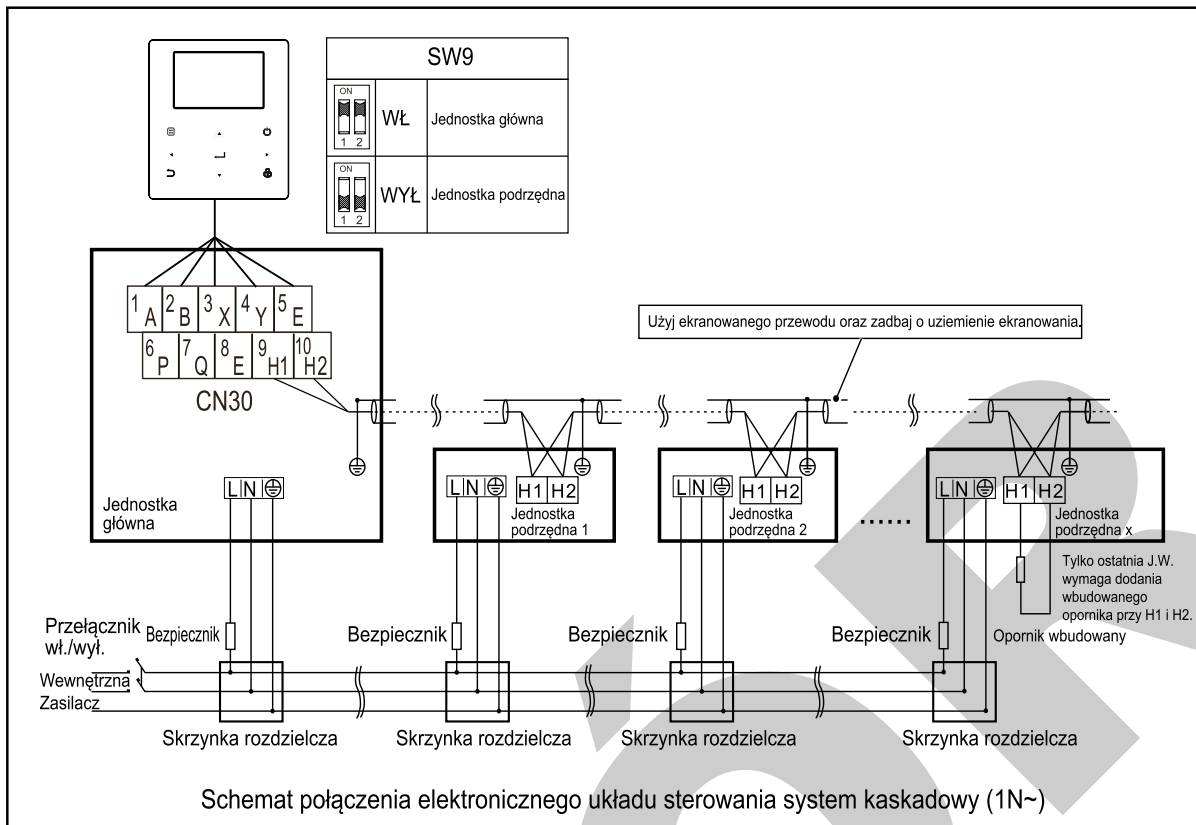 SW9
ON
1 2
WŁ
Jednostka główna
ON
1 2
WYŁ
Jednostka podrzędna
1 A 2 B 3 X 4 Y 5 E
6 P 7 Q 8 E 9 H1 10 H2
CN30
Użyj ekranowanego przewodu oraz zadbaj o uziemienie ekranowania.
L N
Jednostka
główna
L N
H1 H2
Jednostka
podrzędna 1
L N
H1 H2
Jednostka
podrzędna 2
......
L N
H1 H2
Jednostka
podrzędna x
Tylko ostatnia J.W.
wymaga dodania
wbudowanego
opornika przy H1 i H2.
Opornik wbudowany
Przełącznik
wł./wył.
Bezpiecznik
Bezpiecznik
Bezpiecznik
Bezpiecznik
Wewnętrzna
Zasilacz
Skrzynka rozdzielcza
Skrzynka rozdzielcza
Skrzynka rozdzielcza
Skrzynka rozdzielcza
Schemat połączenia elektronicznego układu sterowania system kaskadowy (1N~)